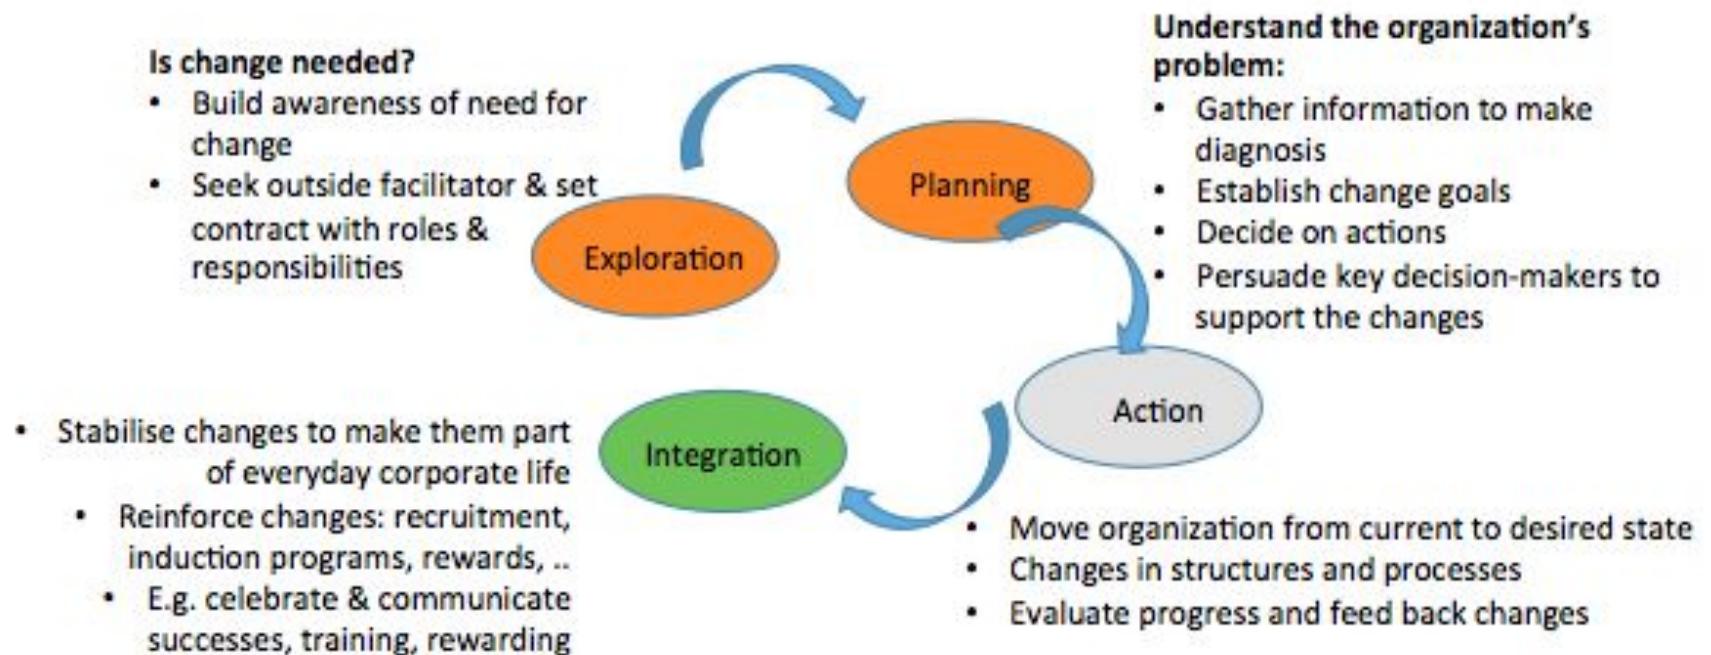 Is change needed?
• Build awareness of need for
change
• Seek outside facilitator & set
contract with roles &
responsibilities
Exploration
Planning
Understand the organization's
problem:
• Gather information to make
diagnosis
• Establish change goals
• Decide on actions
• Persuade key decision-makers to
support the changes
Action
• Move organization from current to desired state
• Changes in structures and processes
• Evaluate progress and feed back changes
Integration
• Stabilise changes to make them part
of everyday corporate life
• Reinforce changes: recruitment,
induction programs, rewards, ..
• E.g. celebrate & communicate
successes, training, rewarding